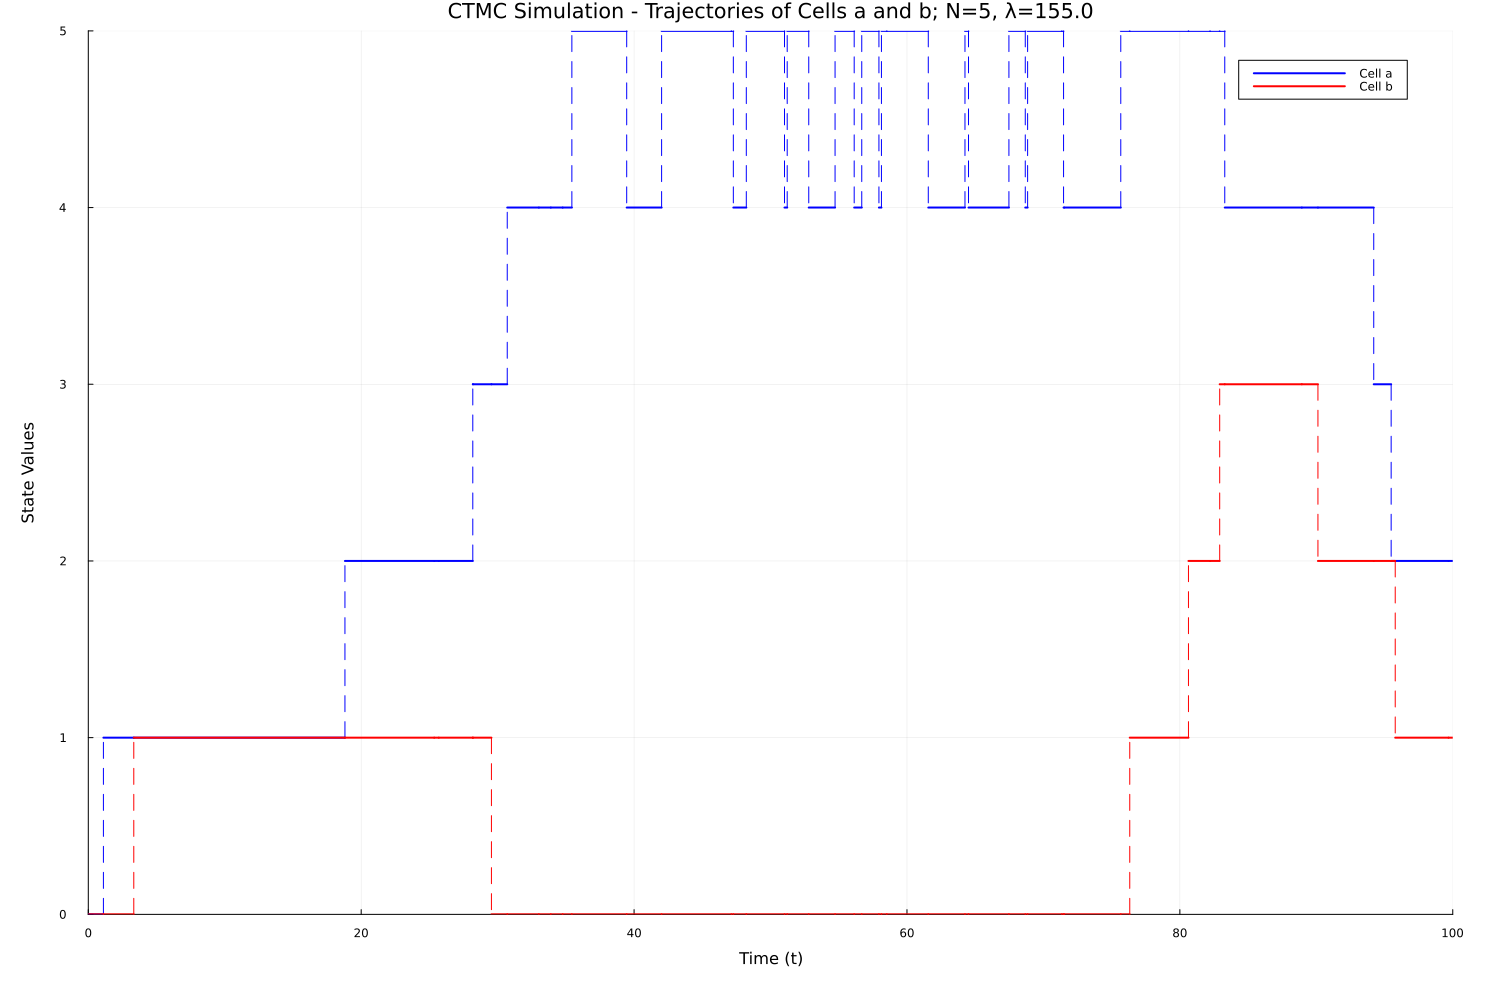 CTMC Simulation - Trajectories of Cells a and b; N=5, λ=155.0
5
Cell a
Cell b
4
3
State Values
2
1
0
0 20 40 60 80 100
Time (t)